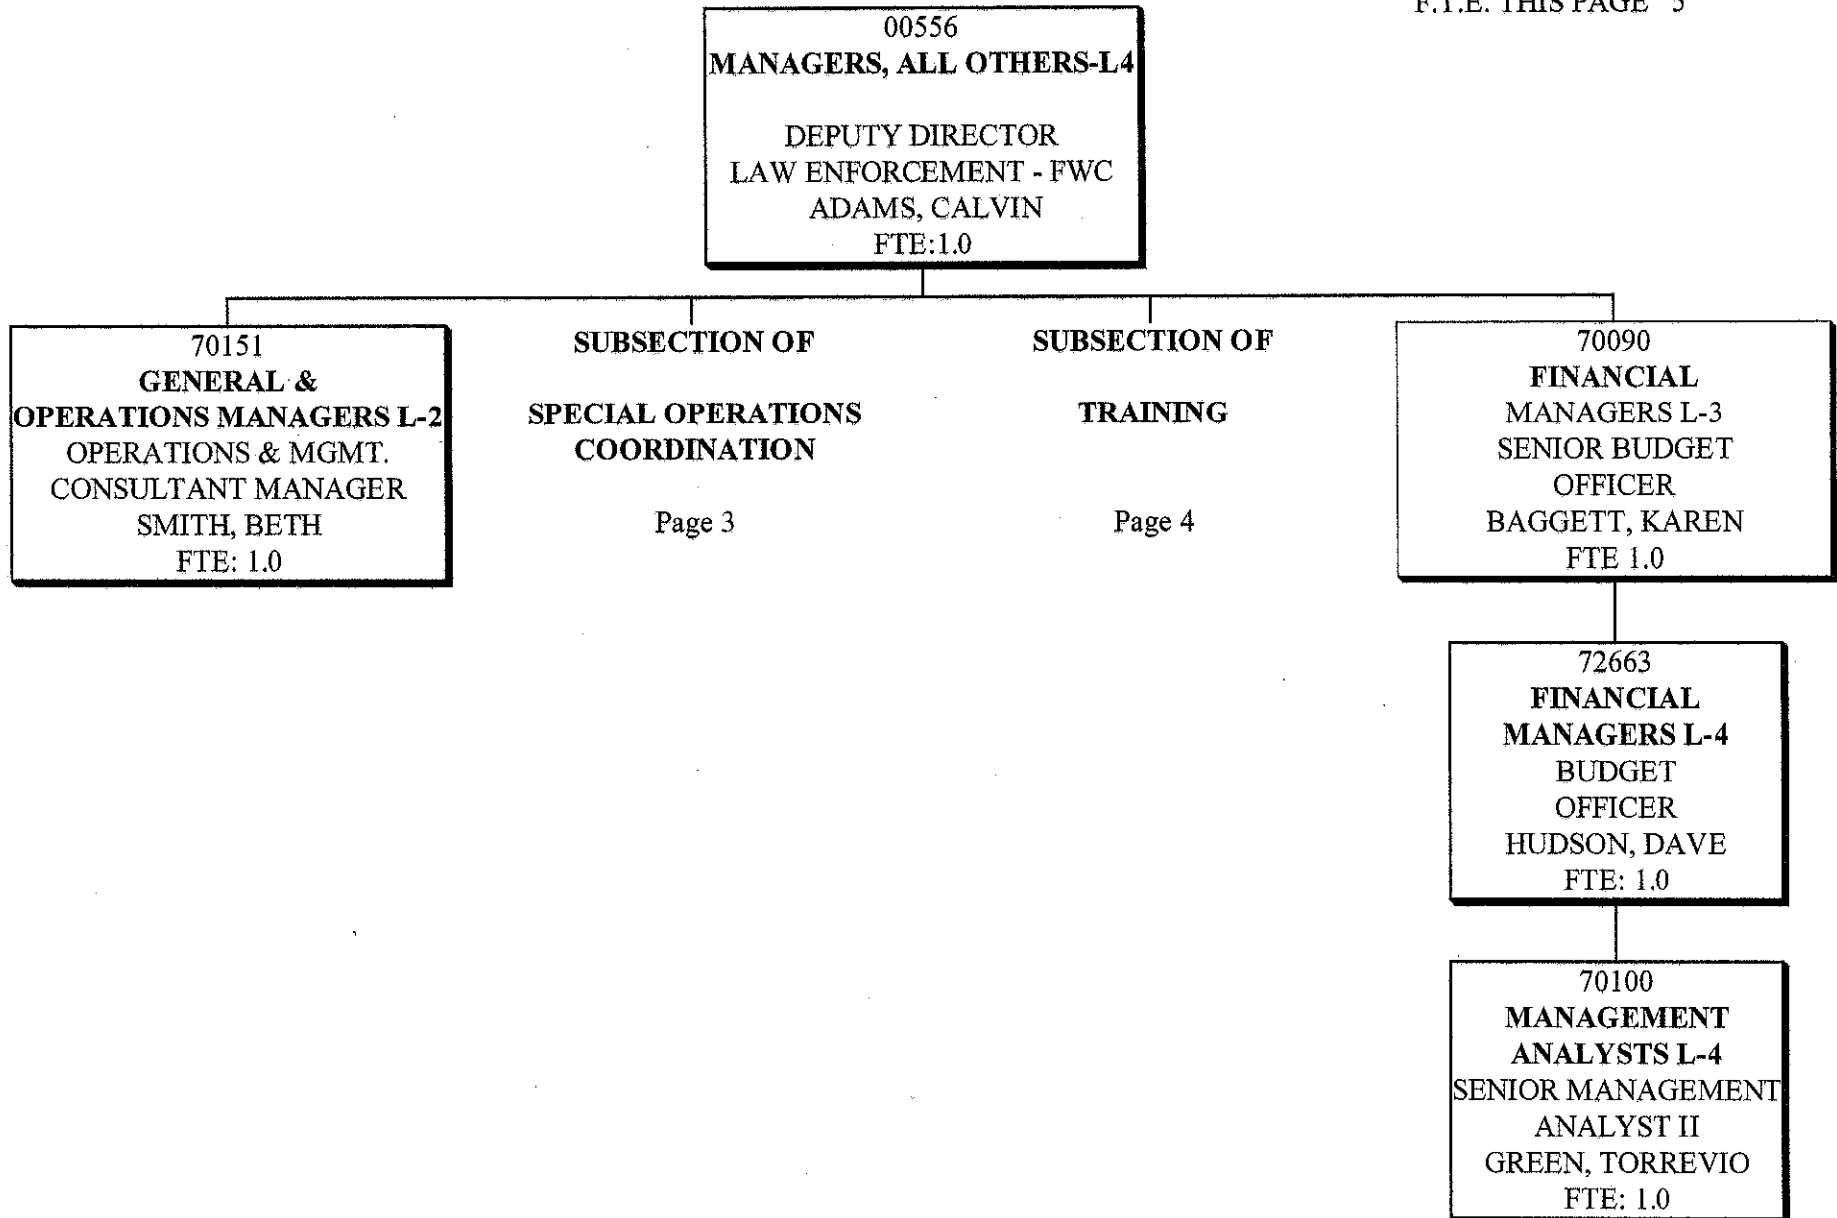 F.T.E. THIS PAGE 5
00556
MANAGERS, ALL OTHERS-L4
DEPUTY DIRECTOR
LAW ENFORCEMENT - FWC
ADAMS, CALVIN
FTE:1.0
70151
GENERAL &
OPERATIONS MANAGERS L-2
OPERATIONS & MGMT.
CONSULTANT MANAGER
SMITH, BETH
FTE: 1.0
SUBSECTION OF
SPECIAL OPERATIONS
COORDINATION
Page 3
SUBSECTION OF
TRAINING
Page 4
70090
FINANCIAL
MANAGERS L-3
SENIOR BUDGET
OFFICER
BAGGETT, KAREN
FTE 1.0
72663
FINANCIAL
MANAGERS L-4
BUDGET
OFFICER
HUDSON, DAVE
FTE: 1.0
70100
MANAGEMENT
ANALYSTS L-4
SENIOR MANAGEMENT
ANALYST II
GREEN, TORREVIO
FTE: 1.0